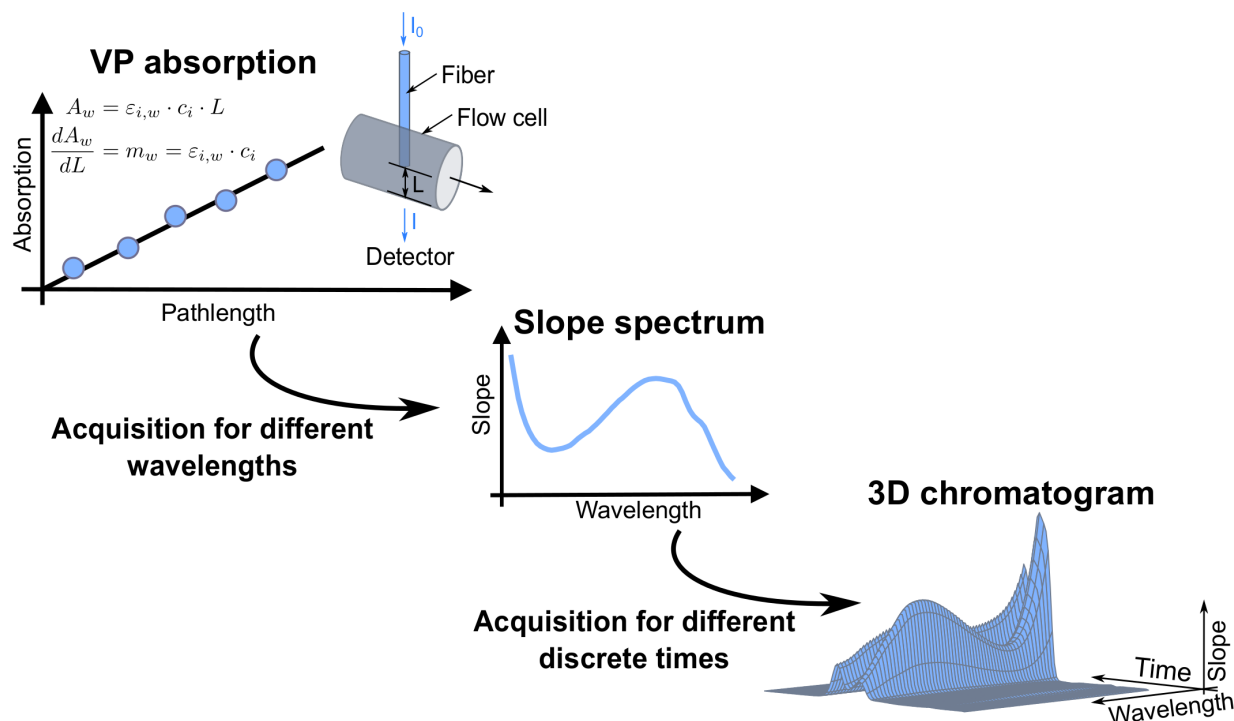 VP absorption
I₀
Fiber
Flow cell
A_w = ε_{i,w} · c_i · L
dA_w/dL = m_w = ε_{i,w} · c_i
L
I
Detector
Absorption
Pathlength
Acquisition for different
wavelengths
Slope spectrum
Slope
Wavelength
Acquisition for different
discrete times
3D chromatogram
Time
Slope
Wavelength